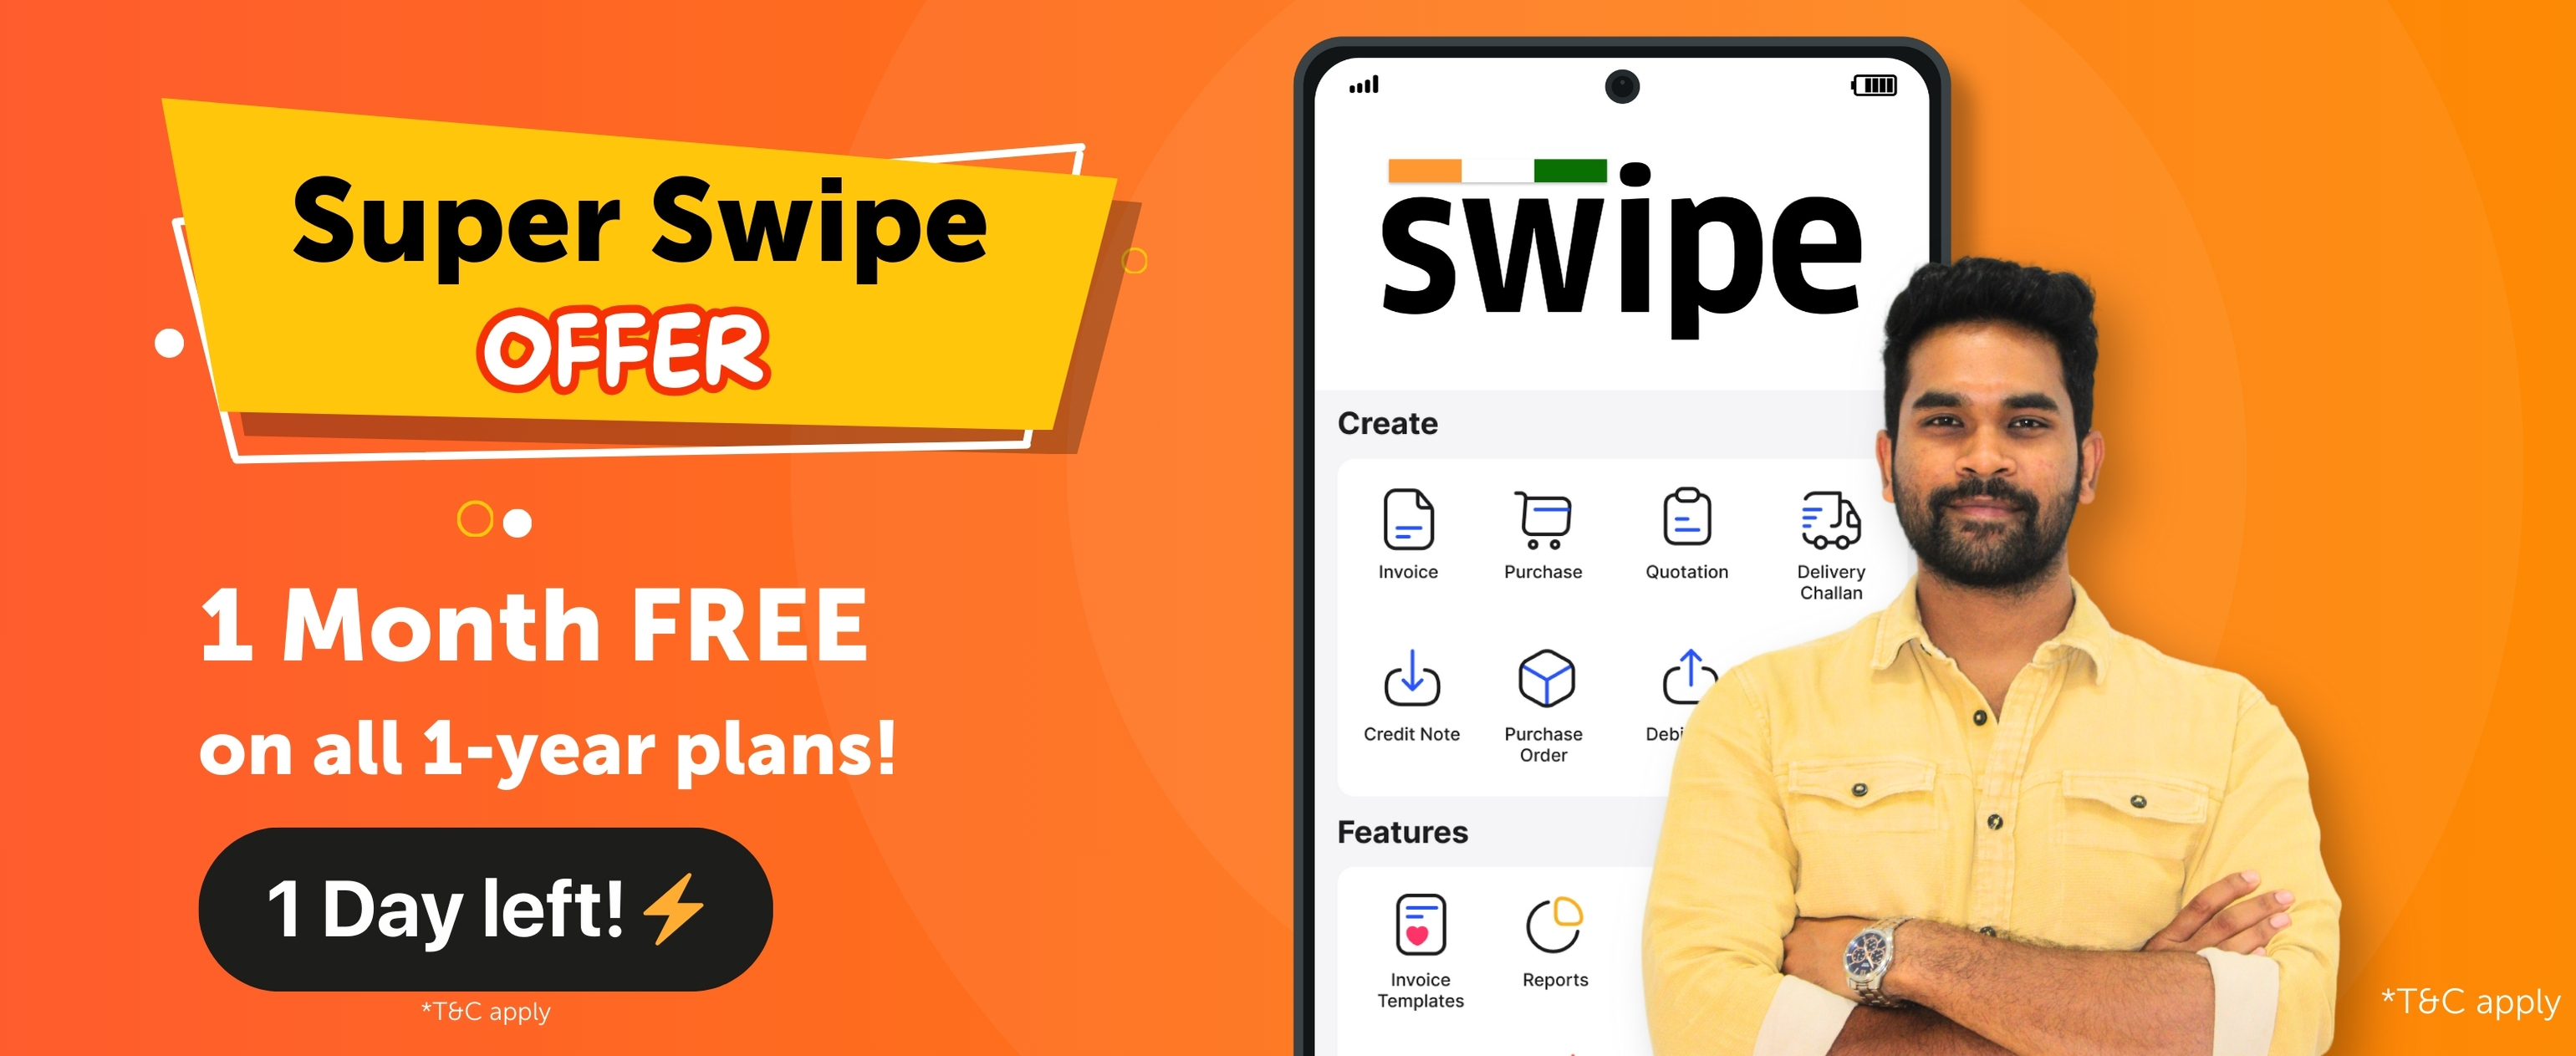 Super Swipe
OFFER
1 Month FREE
on all 1-year plans!
1 Day left!
*T&C apply
swipe
Create
Invoice
Purchase
Quotation
Delivery
Challan
Credit Note
Purchase
Order
Debi
Features
Invoice
Templates
Reports
*T&C apply